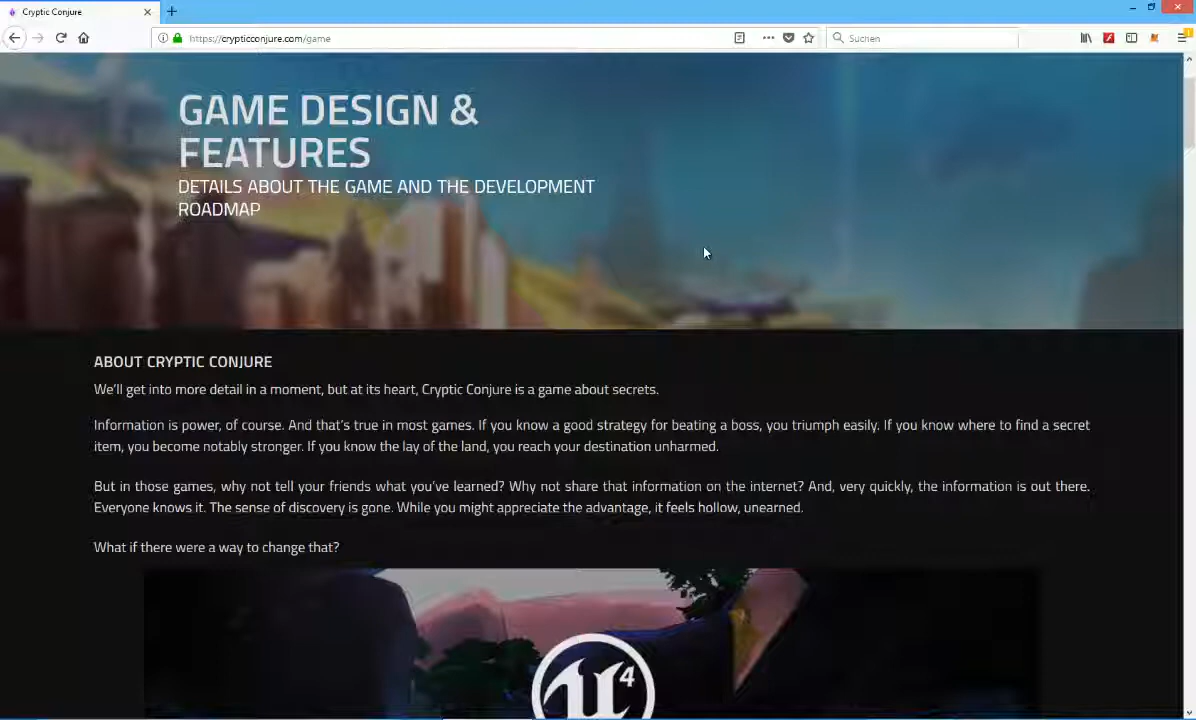 Cryptic Conjure
https://crypticconjure.com/game
Suchen
GAME DESIGN &
FEATURES
DETAILS ABOUT THE GAME AND THE DEVELOPMENT
ROADMAP
ABOUT CRYPTIC CONJURE
We'll get into more detail in a moment, but at its heart, Cryptic Conjure is a game about secrets.
Information is power, of course. And that's true in most games. If you know a good strategy for beating a boss, you triumph easily. If you know where to find a secret
item, you become notably stronger. If you know the lay of the land, you reach your destination unharmed.
But in those games, why not tell your friends what you've learned? Why not share that information on the internet? And, very quickly, the information is out there.
Everyone knows it. The sense of discovery is gone. While you might appreciate the advantage, it feels hollow, unearned.
What if there were a way to change that?
U 4